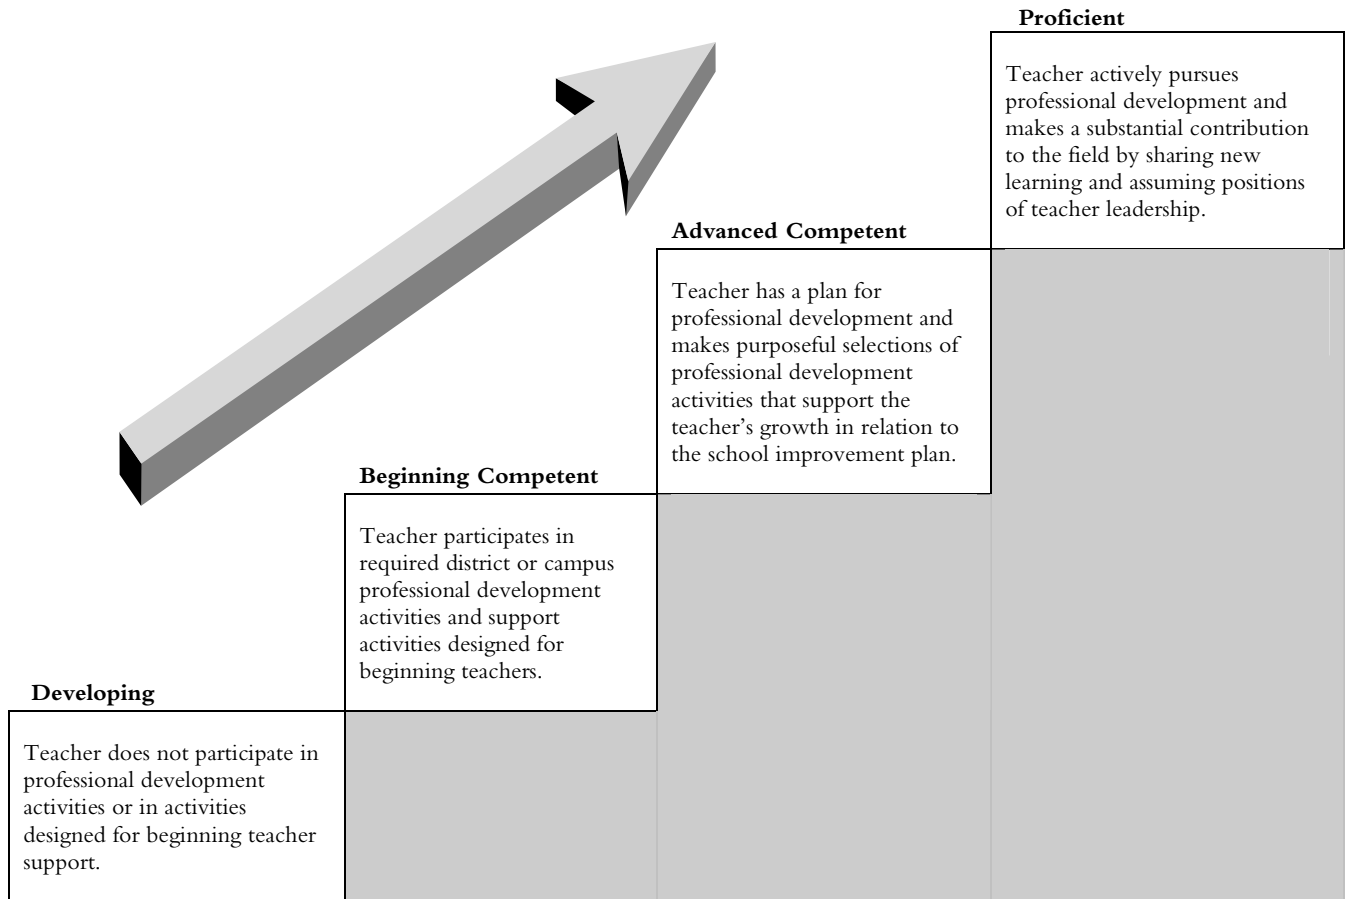 Proficient
Teacher actively pursues
professional development and
makes a substantial contribution
to the field by sharing new
learning and assuming positions
of teacher leadership.
Advanced Competent
Teacher has a plan for
professional development and
makes purposeful selections of
professional development
activities that support the
teacher’s growth in relation to
the school improvement plan.
Beginning Competent
Teacher participates in
required district or campus
professional development
activities and support
activities designed for
beginning teachers.
Developing
Teacher does not participate in
professional development
activities or in activities
designed for beginning teacher
support.